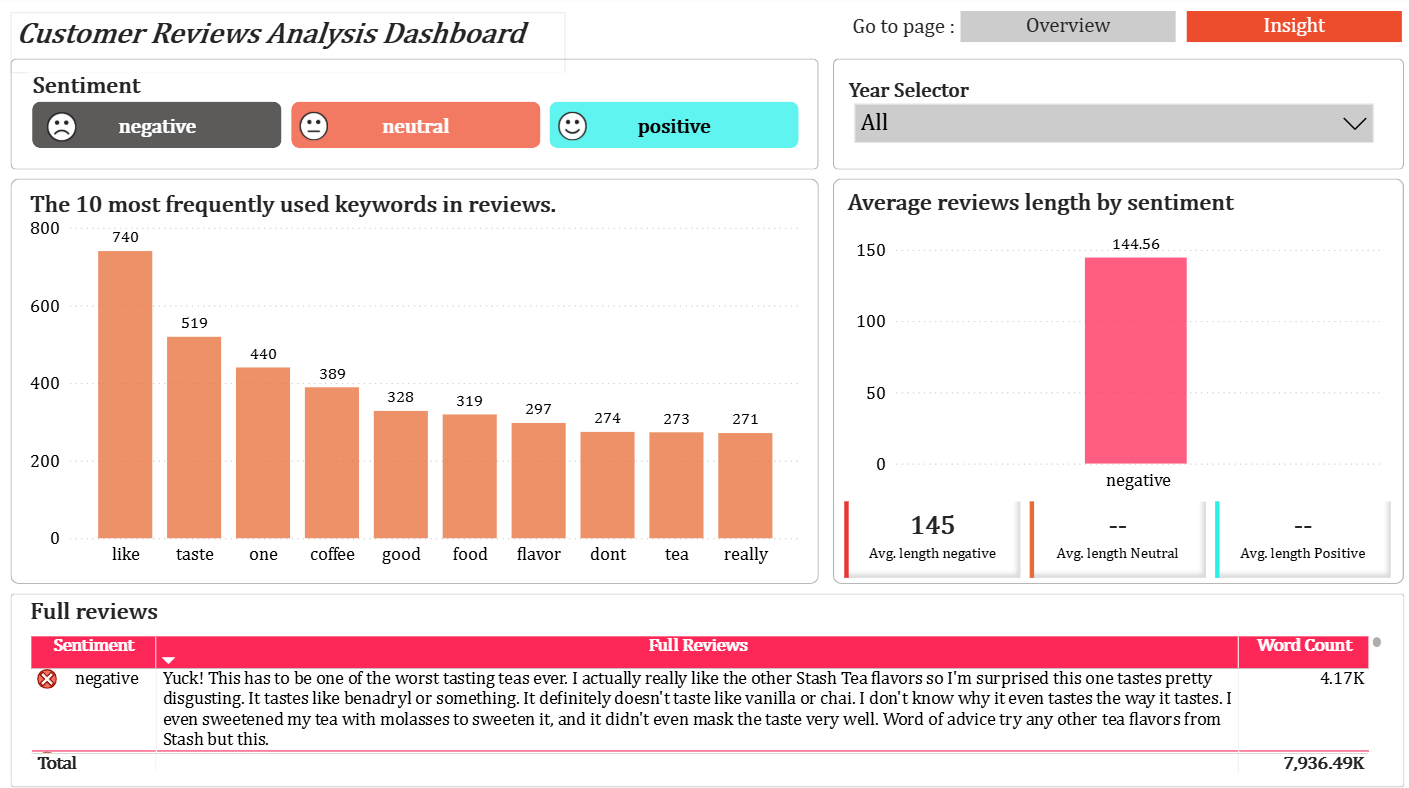 Customer Reviews Analysis Dashboard
Go to page : Overview Insight
Sentiment
negative neutral positive
Year Selector
All
The 10 most frequently used keywords in reviews.
800
600
400
200
0
740
519
440
389
328
319
297
274
273
271
like taste one coffee good food flavor dont tea really
Average reviews length by sentiment
150
100
50
0
144.56
negative
145
Avg. length negative
--
Avg. length Neutral
--
Avg. length Positive
Full reviews
Sentiment Full Reviews Word Count
negative
Yuck! This has to be one of the worst tasting teas ever. I actually really like the other Stash Tea flavors so I'm surprised this one tastes pretty
disgusting. It tastes like benadryl or something. It definitely doesn't taste like vanilla or chai. I don't know why it even tastes the way it tastes. I
even sweetened my tea with molasses to sweeten it, and it didn't even mask the taste very well. Word of advice try any other tea flavors from
Stash but this.
4.17K
Total 7,936.49K